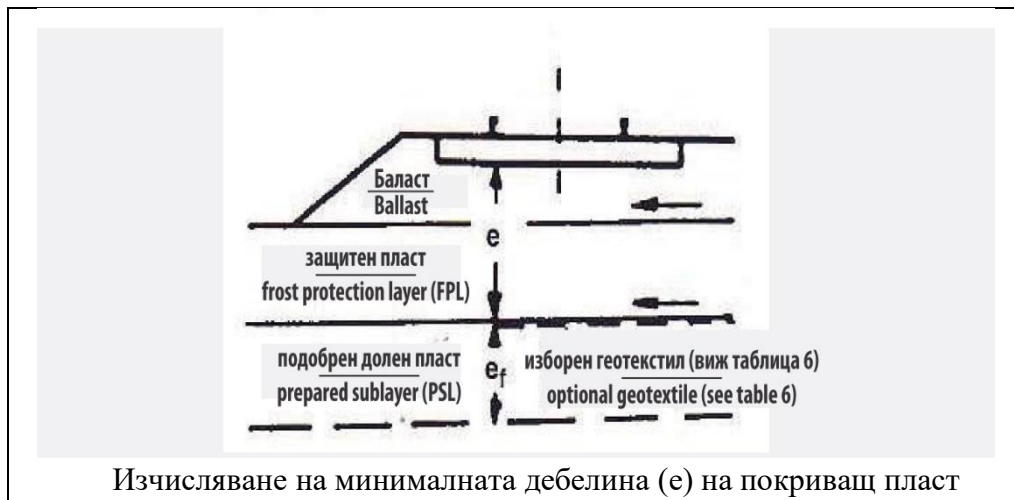 Баласт
Ballast
e
защитен пласт
frost protection layer (FPL)
подобрен долен пласт
prepared sublayer (PSL)
ef
изборен геотекстил (виж таблица 6)
optional geotextile (see table 6)
Изчисляване на минималната дебелина (е) на покриващ пласт